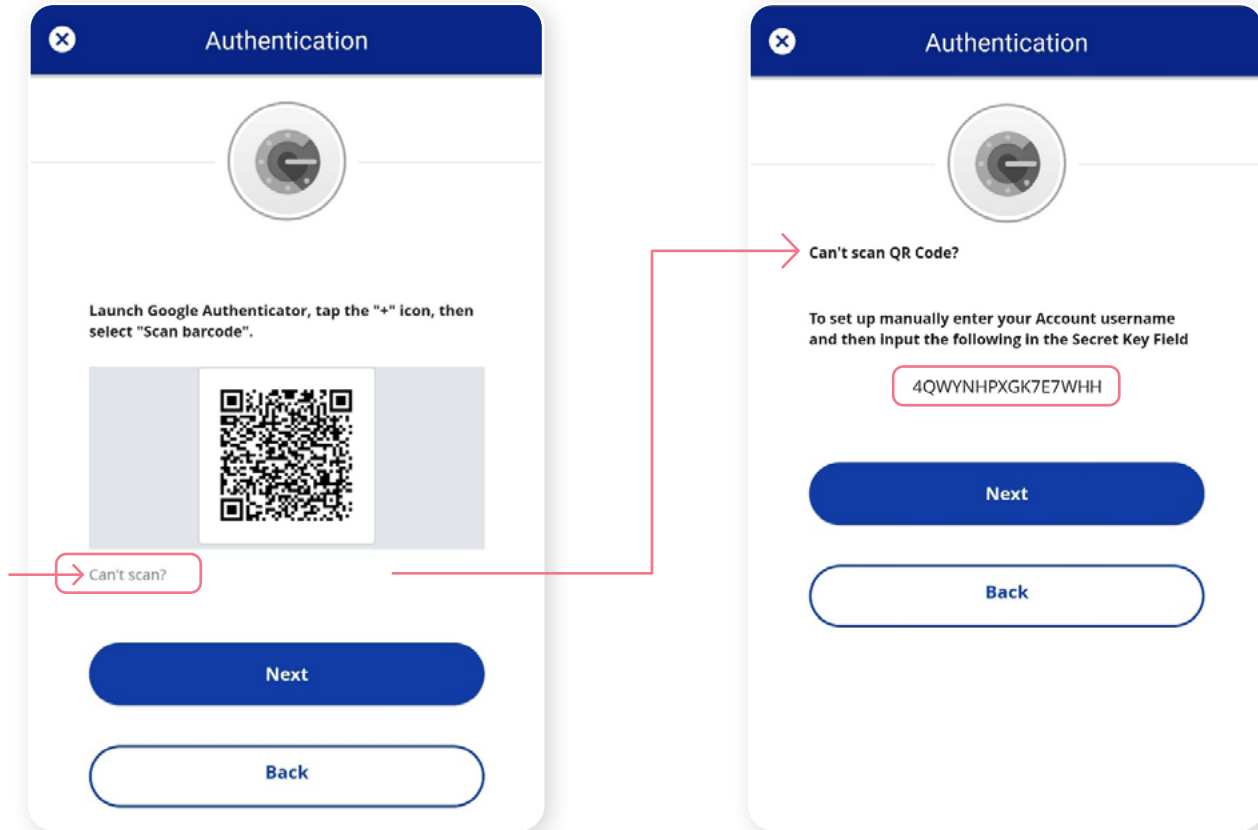 Authentication
Launch Google Authenticator, tap the "+" icon, then
select "Scan barcode".
Can't scan?
Next
Back
Authentication
Can't scan QR Code?
To set up manually enter your Account username
and then input the following in the Secret Key Field
4QWYNHPXGK7E7WHH
Next
Back